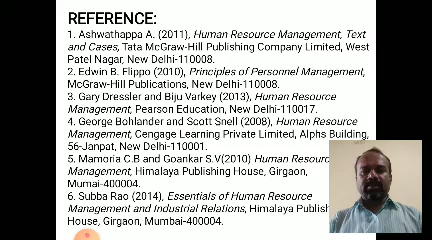 REFERENCE:
1. Ashwathappa A. (2011), Human Resource Management, Text
and Cases, Tata McGraw-Hill Publishing Company Limited, West
Patel Nagar, New Delhi-110008.
2. Edwin B. Flippo (2010), Principles of Personnel Management,
McGraw-Hill Publications, New Delhi-110008.
3. Gary Dressler and Biju Varkey (2013), Human Resource
Management, Pearson Education, New Delhi-110017.
4. George Bohlander and Scott Snell (2008), Human Resource
Management, Cengage Learning Private Limited, Alphs Building,
56-Janpat, New Delhi-110001.
5. Mamoria C.B and Goankar S.V(2010) Human
Management, Himalaya Publishing House, Girgaon,
Mumai-400004.
6. Subba Rao (2014), Essentials of Human Resource
Management and Industrial Relations, Himalaya
House, Girgaon, Mumbai-400004.